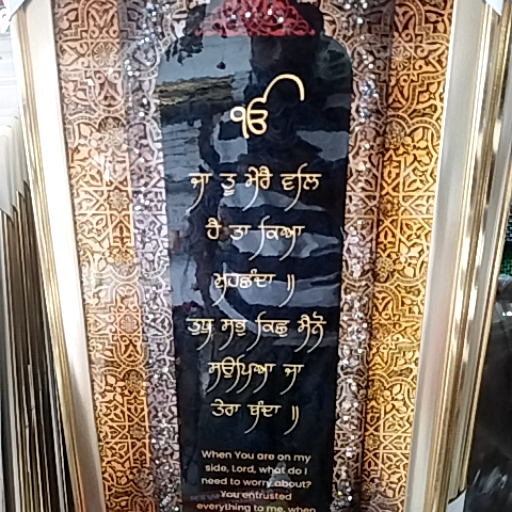 ੴ
ਜਾ ਤੂ ਮੇਰੈ ਵਲਿ
ਹੈ ਤਾ ਕਿਆ
ਮੁਹਛੰਦਾ ॥
ਤੁਧੁ ਸਭੁ ਕਿਛੁ ਮੈਨੋ
ਸਉਪਿਆ ਜਾ
ਤੇਰਾ ਬੰਦਾ ॥
When You are on my
side, Lord, what do I
need to worry about?
You entrusted
everything to me, when